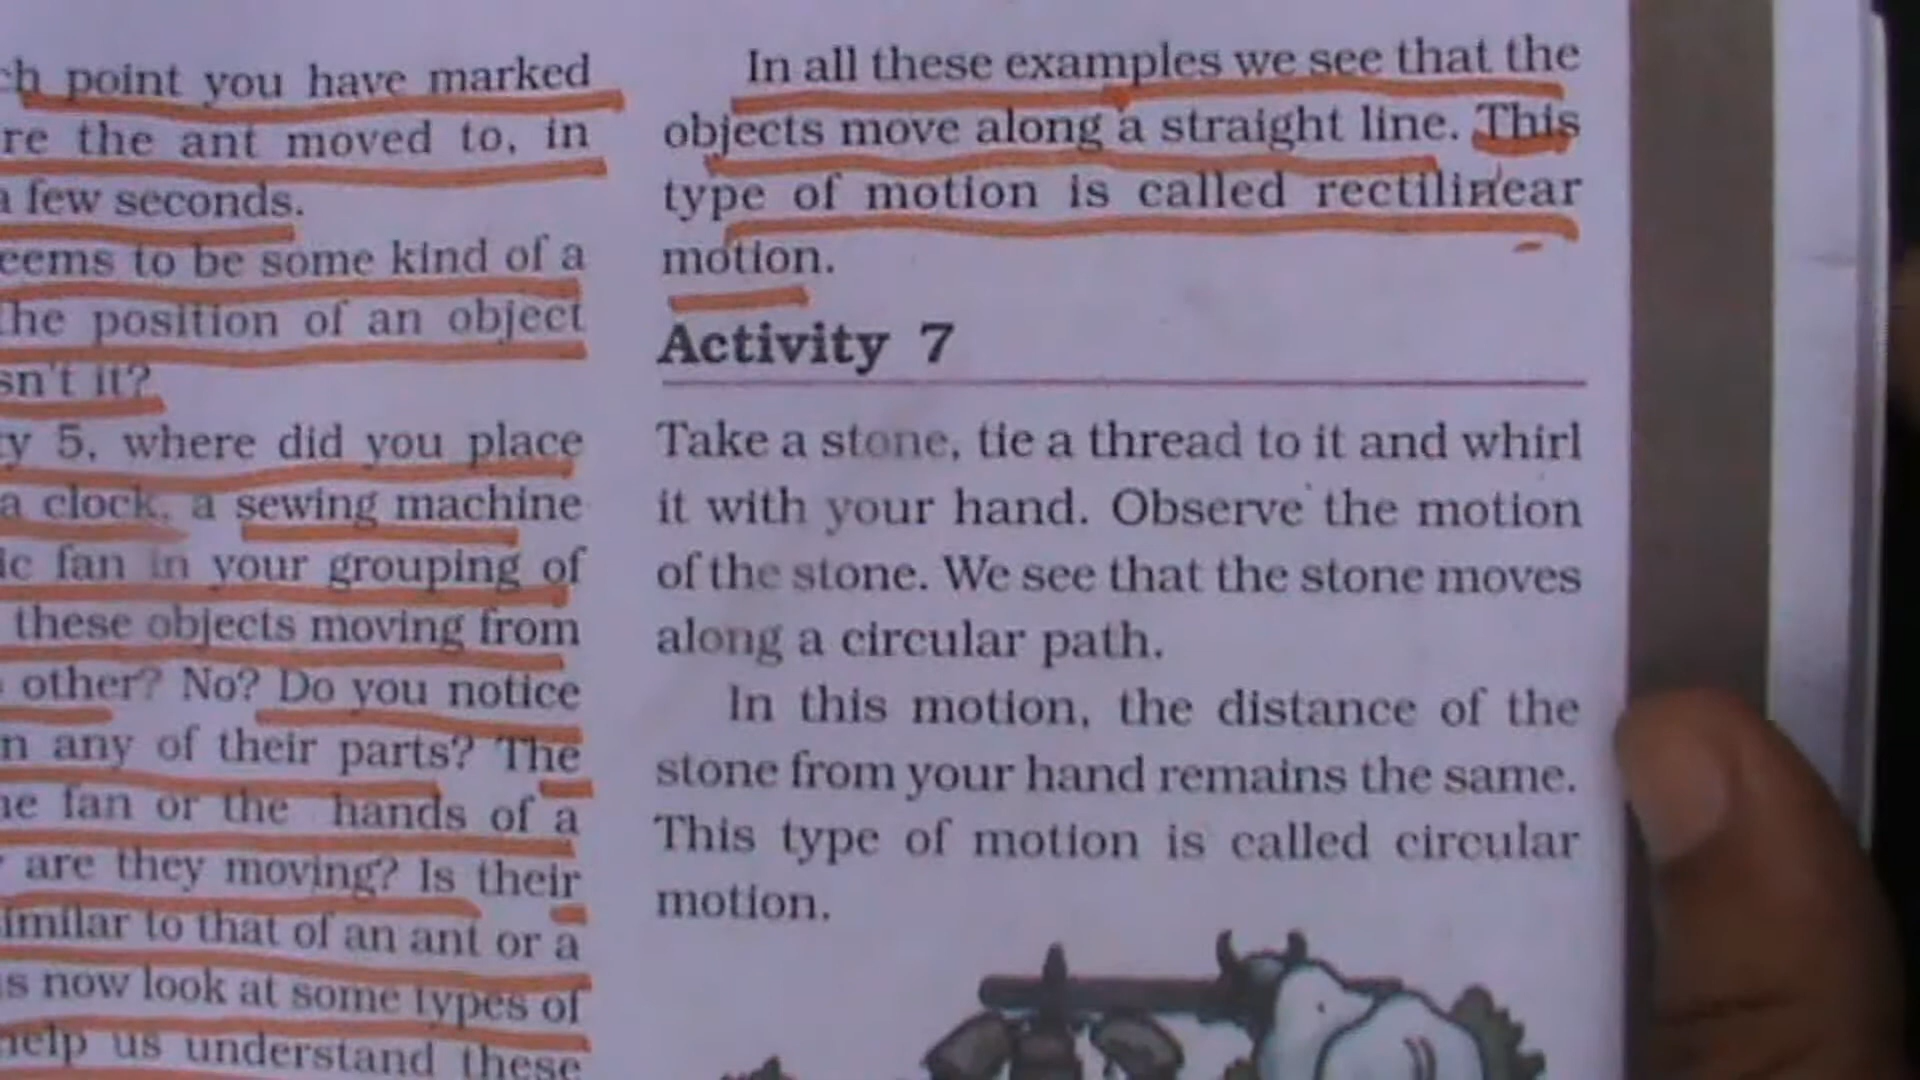 point you have marked
the ant moved to, in
a few seconds.
to be some kind of a
the position of an object
isn't it?
5, where did you place
a clock, a sewing machine
fan in your grouping of
these objects moving from
other? No? Do you notice
any of their parts? The
fan or the hands of a
are they moving? Is their
similar to that of an ant or a
now look at some types of
help us understand these
In all these examples we see that the
objects move along a straight line. This
type of motion is called rectilinear
motion.
Activity 7
Take a stone, tie a thread to it and whirl
it with your hand. Observe the motion
of the stone. We see that the stone moves
along a circular path.
In this motion, the distance of the
stone from your hand remains the same.
This type of motion is called circular
motion.